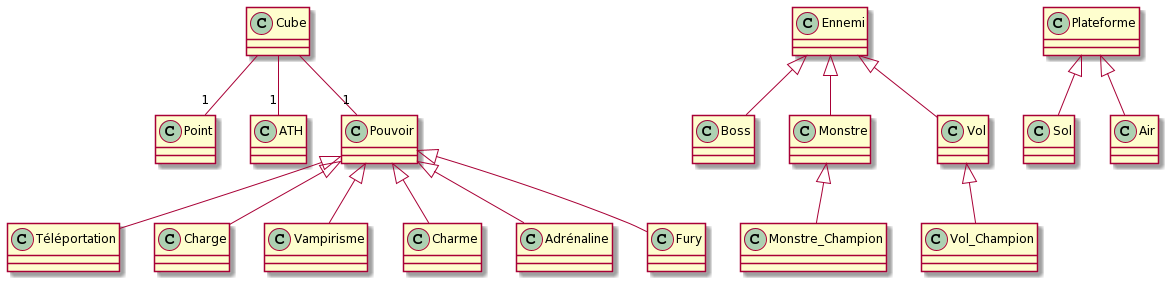 C Cube
C Ennemi
C Plateforme
1
1
1
C Point
C ATH
C Pouvoir
C Boss
C Monstre
C Vol
C Sol
C Air
C Téléportation
C Charge
C Vampirisme
C Charme
C Adrénaline
C Fury
C Monstre_Champion
C Vol_Champion